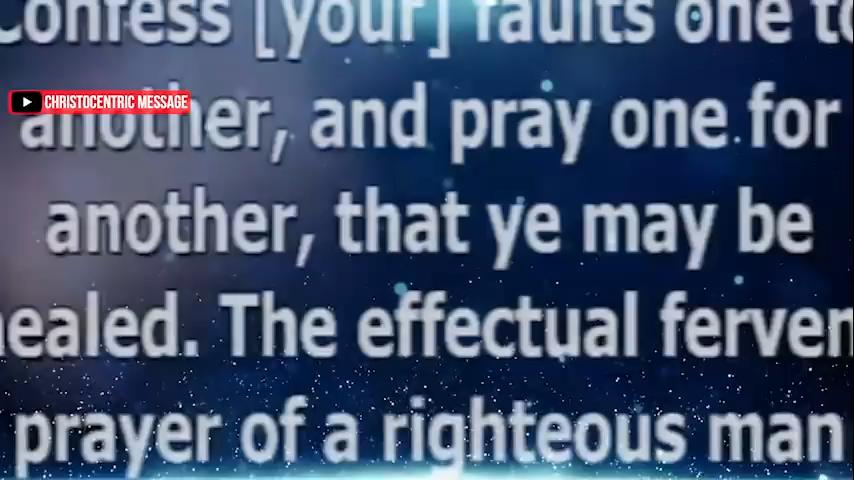 Confess [your] faults one to
CHRISTOCENTRIC MESSAGE
another, and pray one for
another, that ye may be
healed. The effectual fervent
prayer of a righteous man